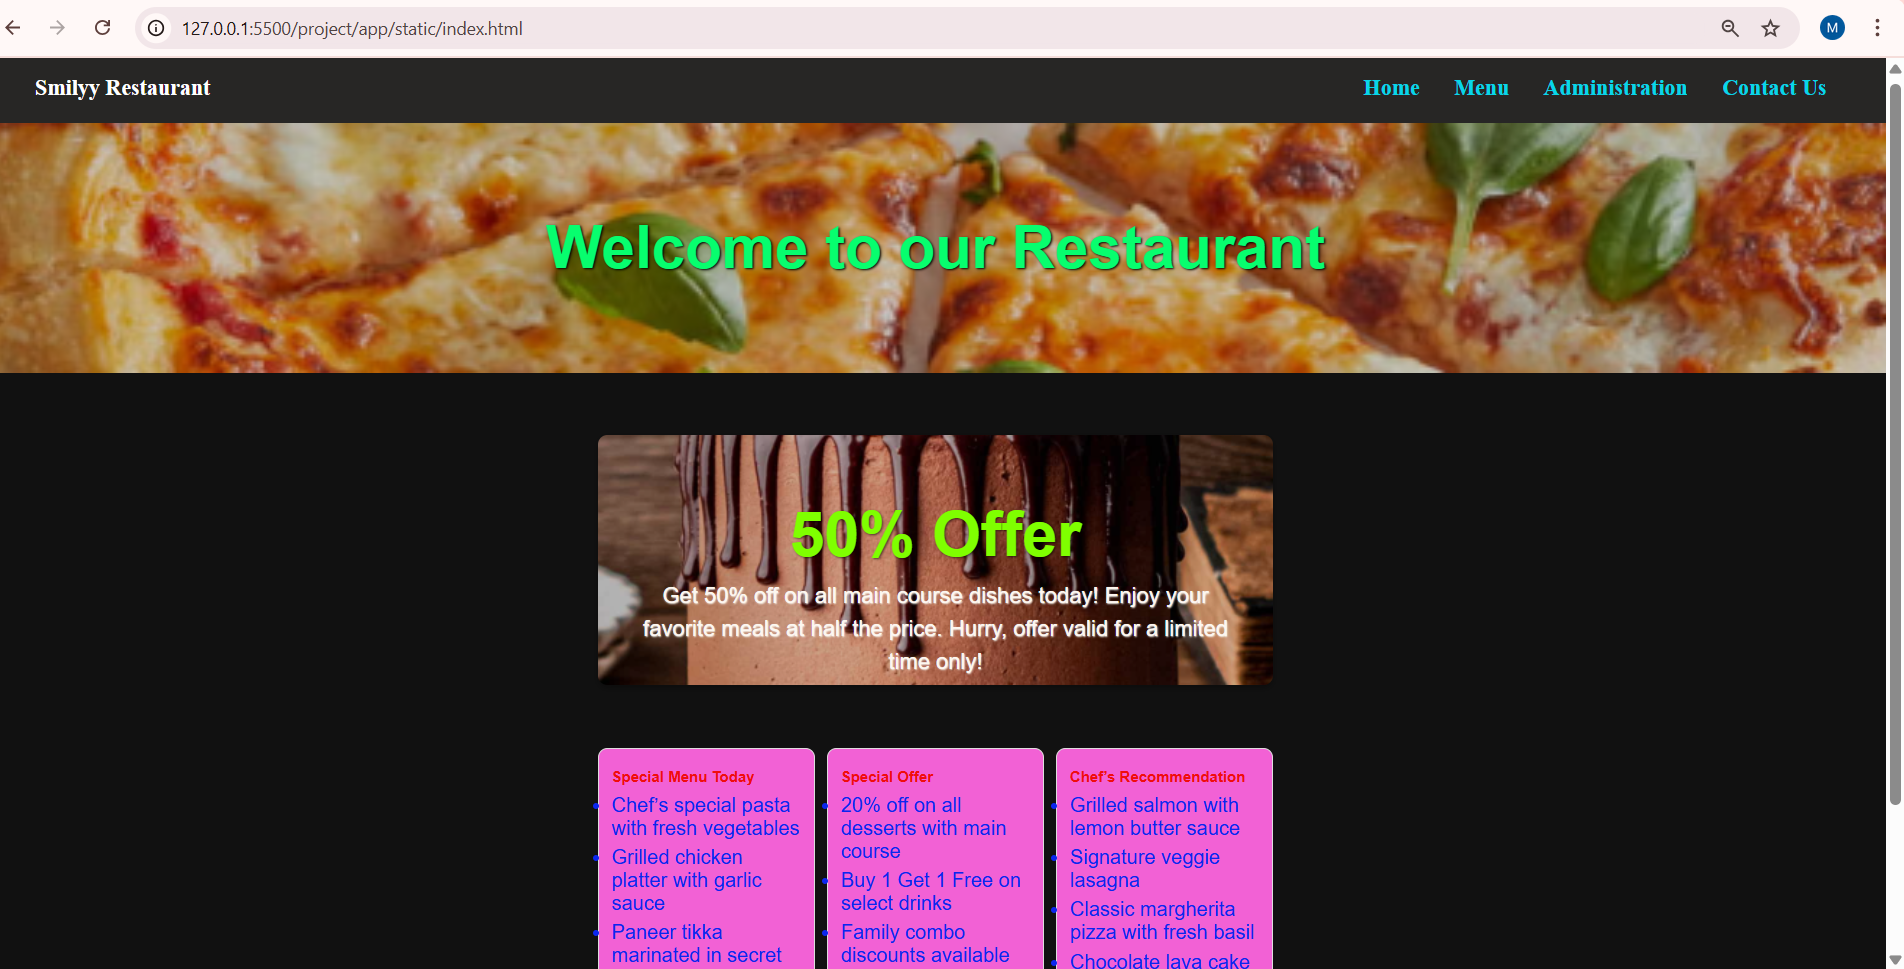 127.0.0.1:5500/project/app/static/index.html
M
Smilyy Restaurant
Home Menu Administration Contact Us
Welcome to our Restaurant
50% Offer
Get 50% off on all main course dishes today! Enjoy your
favorite meals at half the price. Hurry, offer valid for a limited
time only!
Special Menu Today
Chef's special pasta
with fresh vegetables
Grilled chicken
platter with garlic
sauce
Paneer tikka
marinated in secret
Special Offer
20% off on all
desserts with main
course
Buy 1 Get 1 Free on
select drinks
Family combo
discounts available
Chef's Recommendation
Grilled salmon with
lemon butter sauce
Signature veggie
lasagna
Classic margherita
pizza with fresh basil
Chocolate lava cake